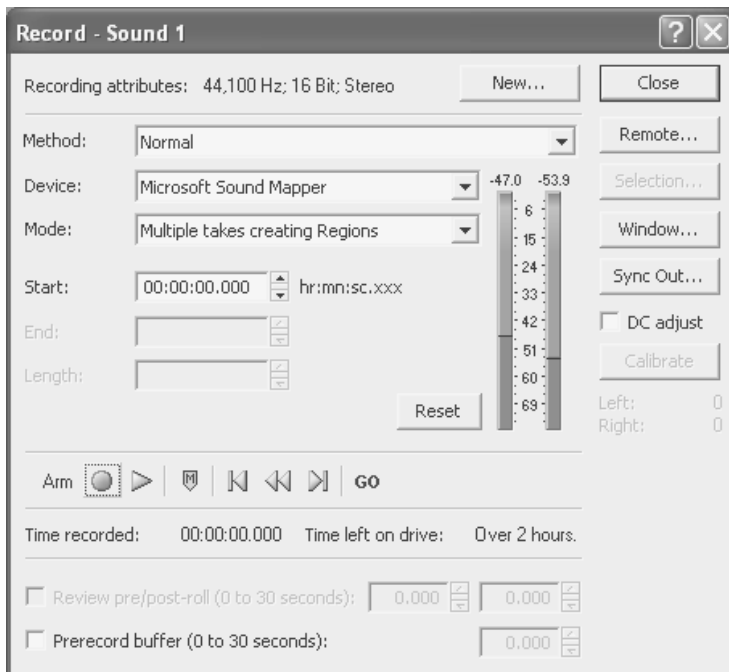 Record - Sound 1
Recording attributes: 44,100 Hz; 16 Bit; Stereo
New...
Close
Method: Normal
Remote...
Device: Microsoft Sound Mapper
-47.0 -53.9
Selection...
Mode: Multiple takes creating Regions
Window...
6
15
24
33
42
51
60
69
Start: 00:00:00.000 hr:mn:sc.xxx
Sync Out...
End:
DC adjust
Length:
Calibrate
Reset
Left: 0
Right: 0
Arm M GO
Time recorded: 00:00:00.000 Time left on drive: Over 2 hours.
Review pre/post-roll (0 to 30 seconds): 0.000 0.000
Prerecord buffer (0 to 30 seconds): 0.000